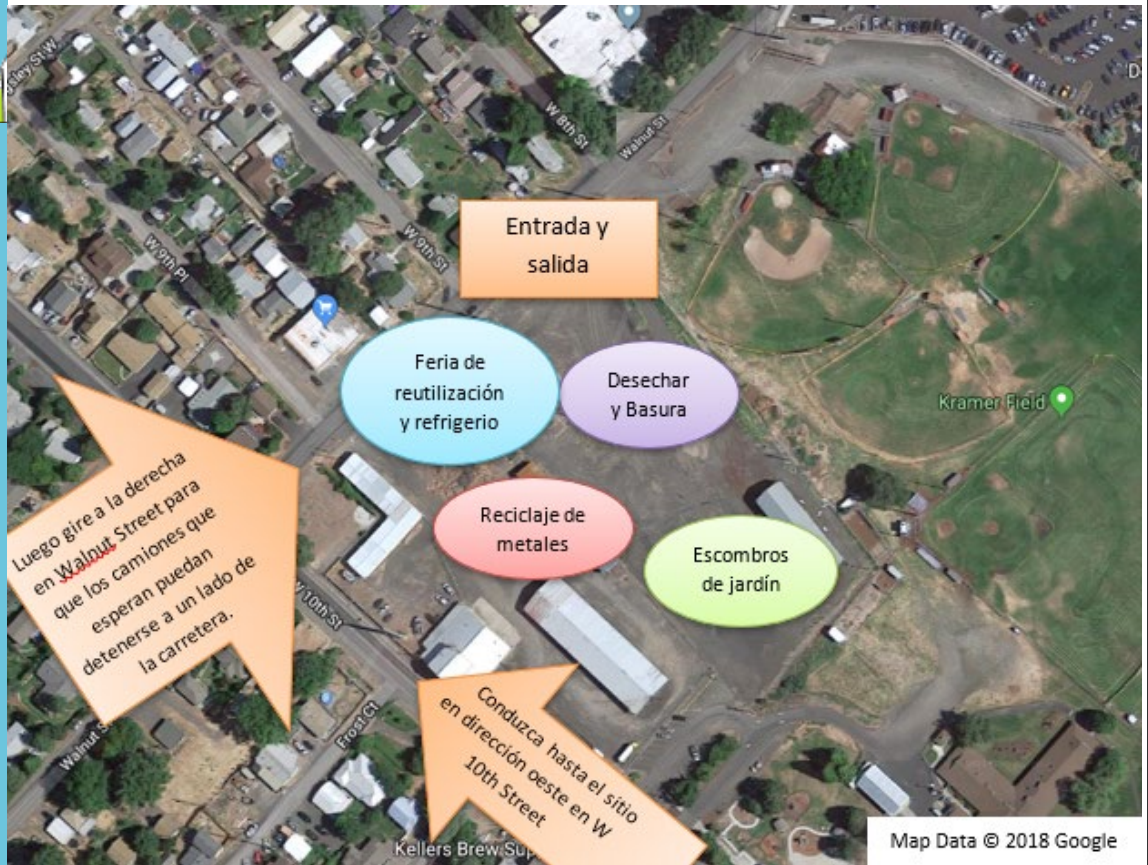 W 8th St
Walnut St
W 9th St
W 9th Pl
Entrada y
salida
Feria de
reutilización
y refrigerio
Desechar
y Basura
Kramer Field
Reciclaje de
metales
Escombros
de jardín
Luego gire a la derecha
en Walnut Street para
que los camiones que
esperan puedan
detenerse a un lado de
la carretera.
10th St
Frost Ct
Conduzca hasta el sítio
en dirección oeste en W
10th Street
Walnut
Kellers Brew Sup
Map Data © 2018 Google